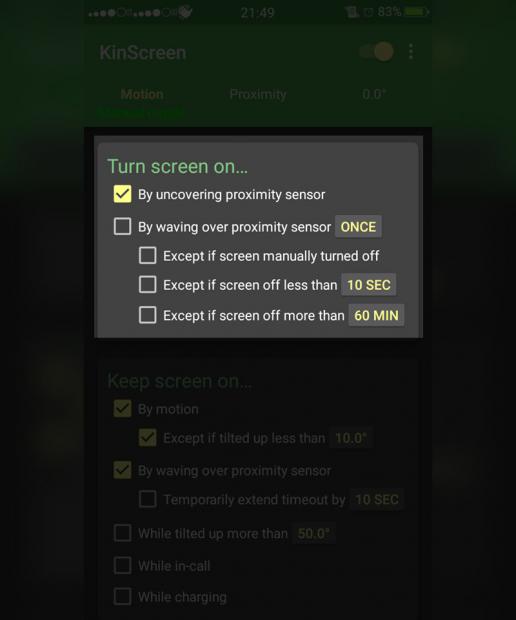 21:49 83%
KinScreen
Motion Proximity 0.0°
Turn screen on...
By uncovering proximity sensor
By waving over proximity sensor ONCE
Except if screen manually turned off
Except if screen off less than 10 SEC
Except if screen off more than 60 MIN
Keep screen on...
By motion
Except if tilted up less than 10.0°
By waving over proximity sensor
Temporarily extend timeout by 10 SEC
While tilted up more than 50.0°
While in-call
While charging